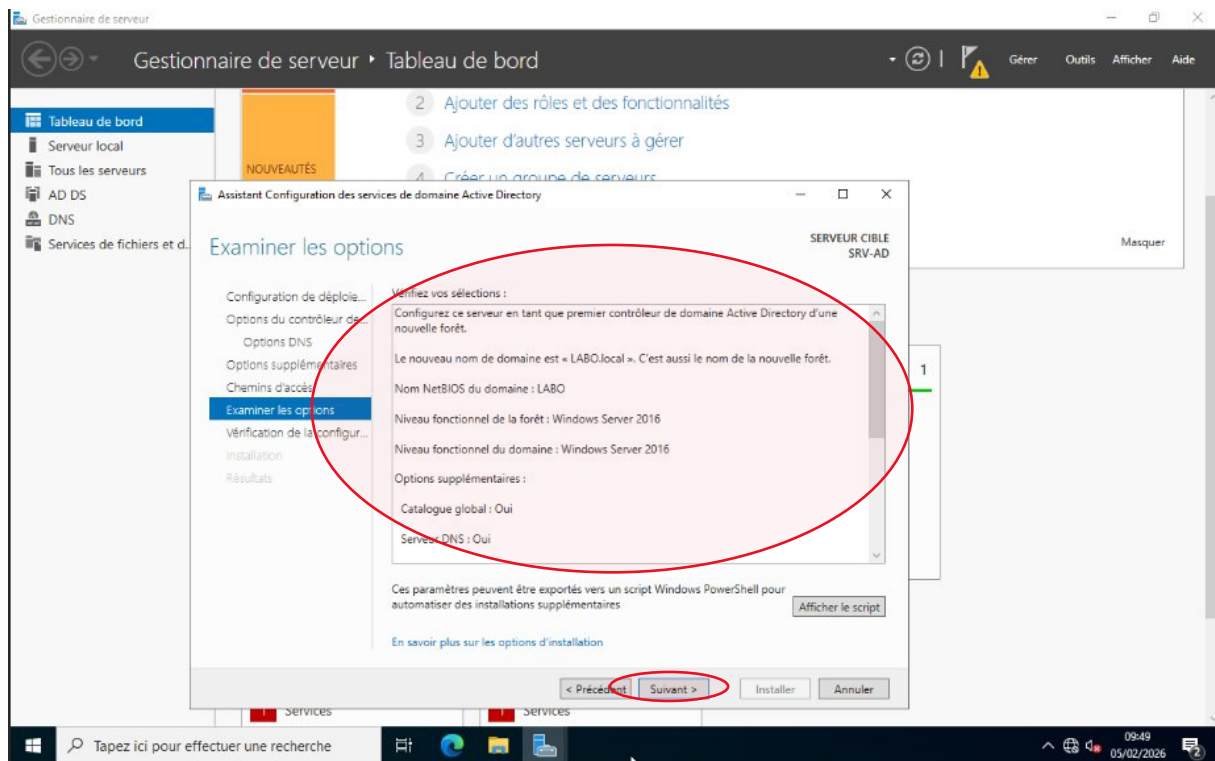 Gestionnaire de serveur
Gestionnaire de serveur ‣ Tableau de bord
Gérer Outils Afficher Aide
Tableau de bord
Serveur local
Tous les serveurs
AD DS
DNS
Services de fichiers et d...
NOUVEAUTÉS
2 Ajouter des rôles et des fonctionnalités
3 Ajouter d'autres serveurs à gérer
4 Créer un groupe de serveurs
Masquer
1
Assistant Configuration des services de domaine Active Directory
Examiner les options
SERVEUR CIBLE
SRV-AD
Configuration de déploie...
Options du contrôleur de...
Options DNS
Options supplémentaires
Chemins d'accès
Examiner les options
Vérification de la configur...
Installation
Résultats
Vérifiez vos sélections :
Configurez ce serveur en tant que premier contrôleur de domaine Active Directory d'une
nouvelle forêt.
Le nouveau nom de domaine est « LABO.local ». C'est aussi le nom de la nouvelle forêt.
Nom NetBIOS du domaine : LABO
Niveau fonctionnel de la forêt : Windows Server 2016
Niveau fonctionnel du domaine : Windows Server 2016
Options supplémentaires :
Catalogue global : Oui
Serveur DNS : Oui
Ces paramètres peuvent être exportés vers un script Windows PowerShell pour
automatiser des installations supplémentaires
Afficher le script
En savoir plus sur les options d'installation
< Précédent Suivant > Installer Annuler
1 Services
1 Services
Tapez ici pour effectuer une recherche
09:49
05/02/2026
2